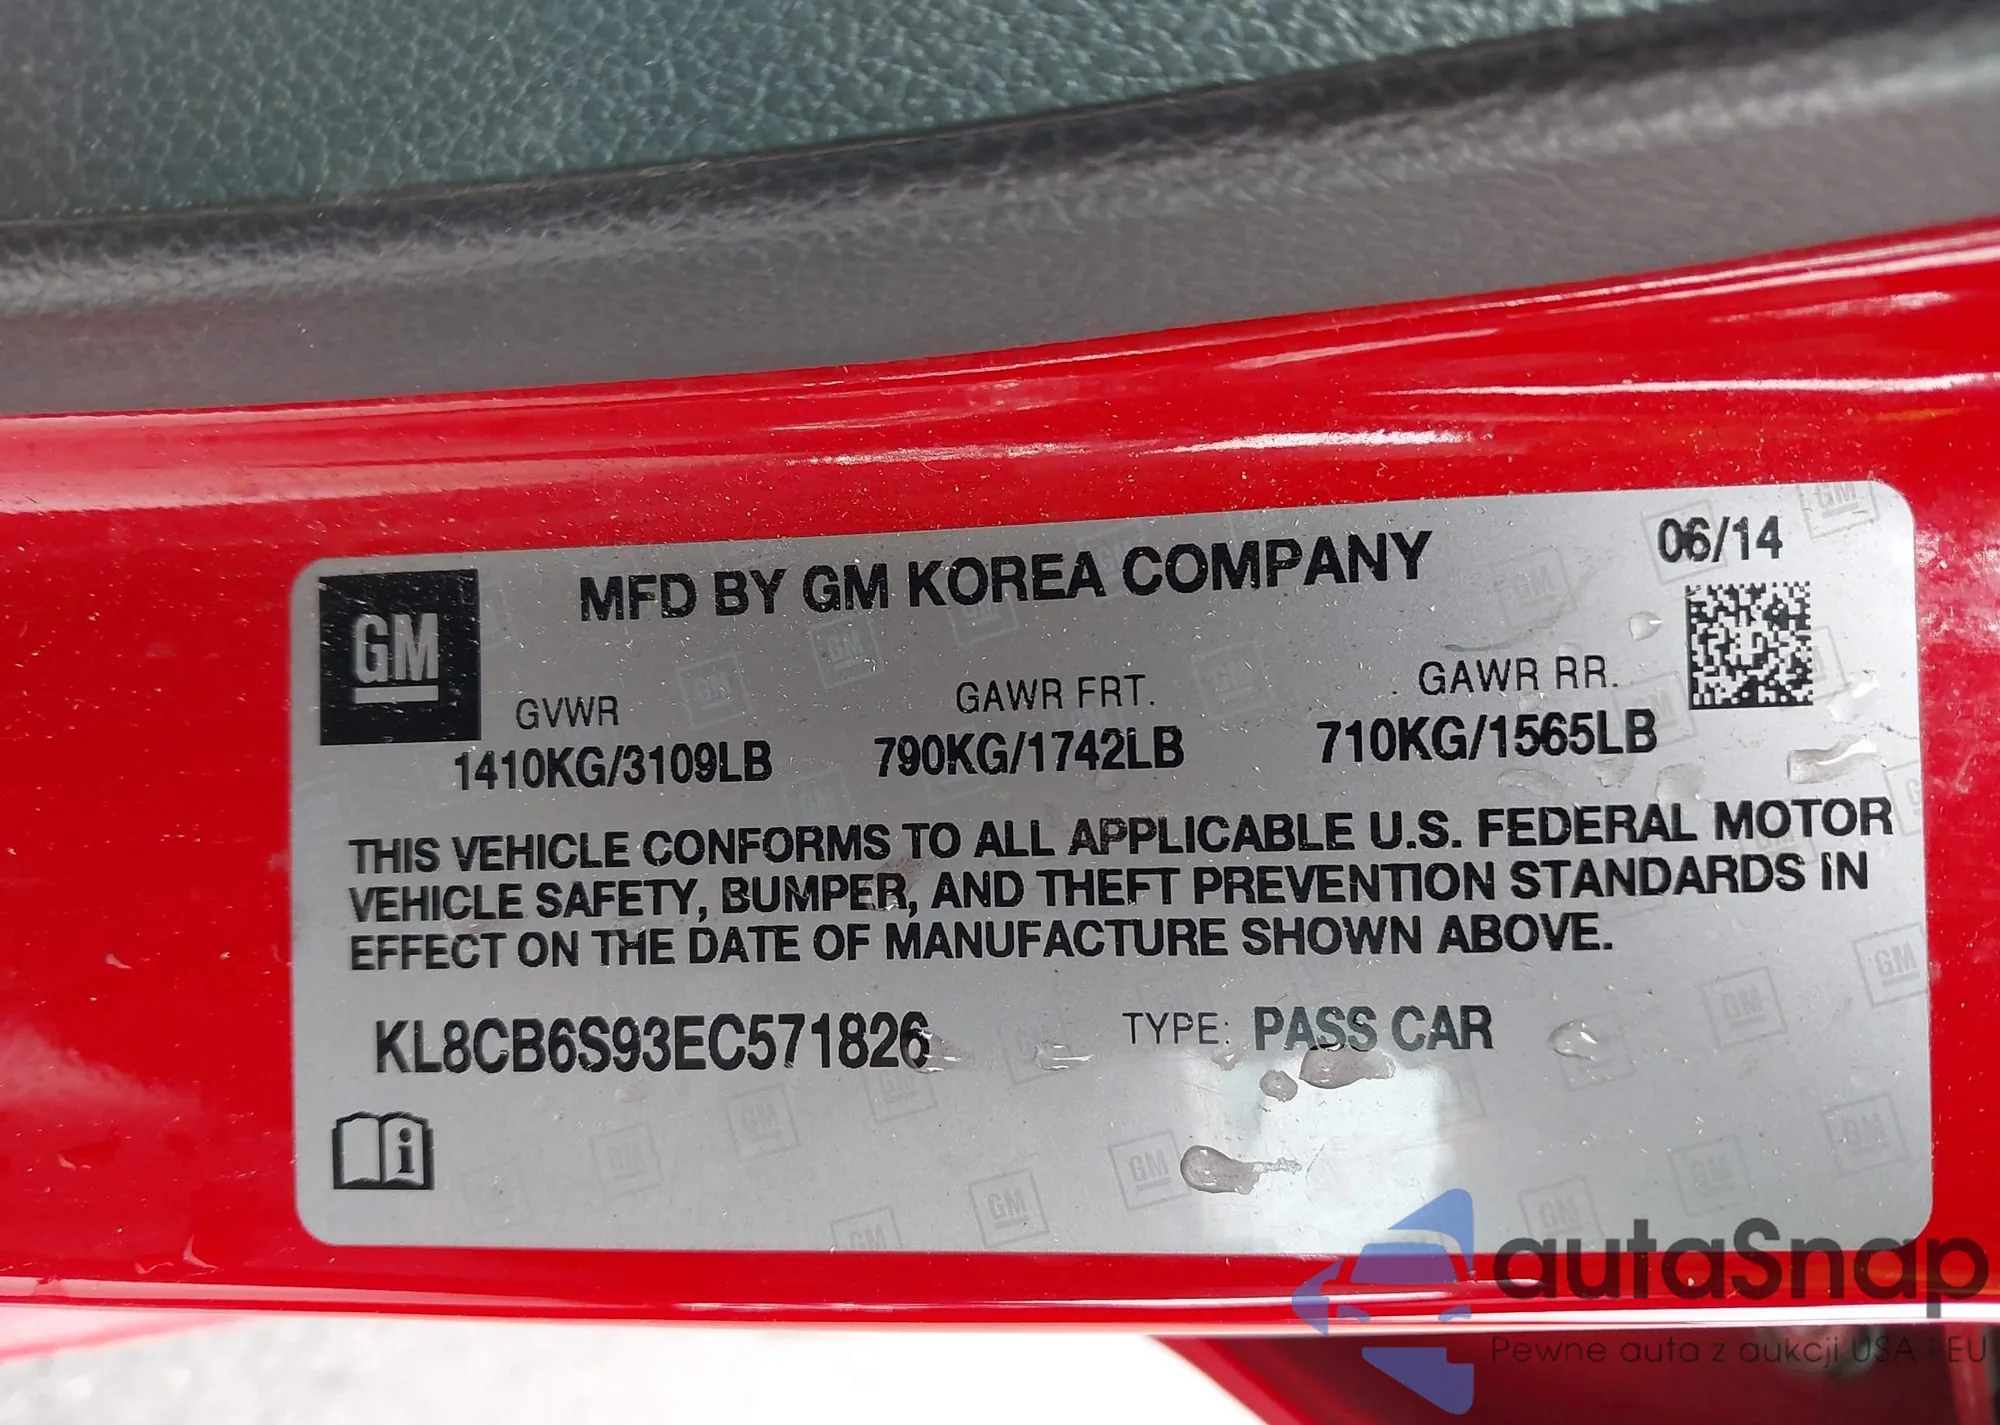 GM
MFD BY GM KOREA COMPANY
06/14
GVWR
GAWR FRT.
GAWR RR.
1410KG/3109LB
790KG/1742LB
710KG/1565LB
THIS VEHICLE CONFORMS TO ALL APPLICABLE U.S. FEDERAL MOTOR
VEHICLE SAFETY, BUMPER, AND THEFT PREVENTION STANDARDS IN
EFFECT ON THE DATE OF MANUFACTURE SHOWN ABOVE.
KL8CB6S93EC571826
TYPE: PASS CAR
i
autaSnap
Pewne auta z aukcji USA i EU